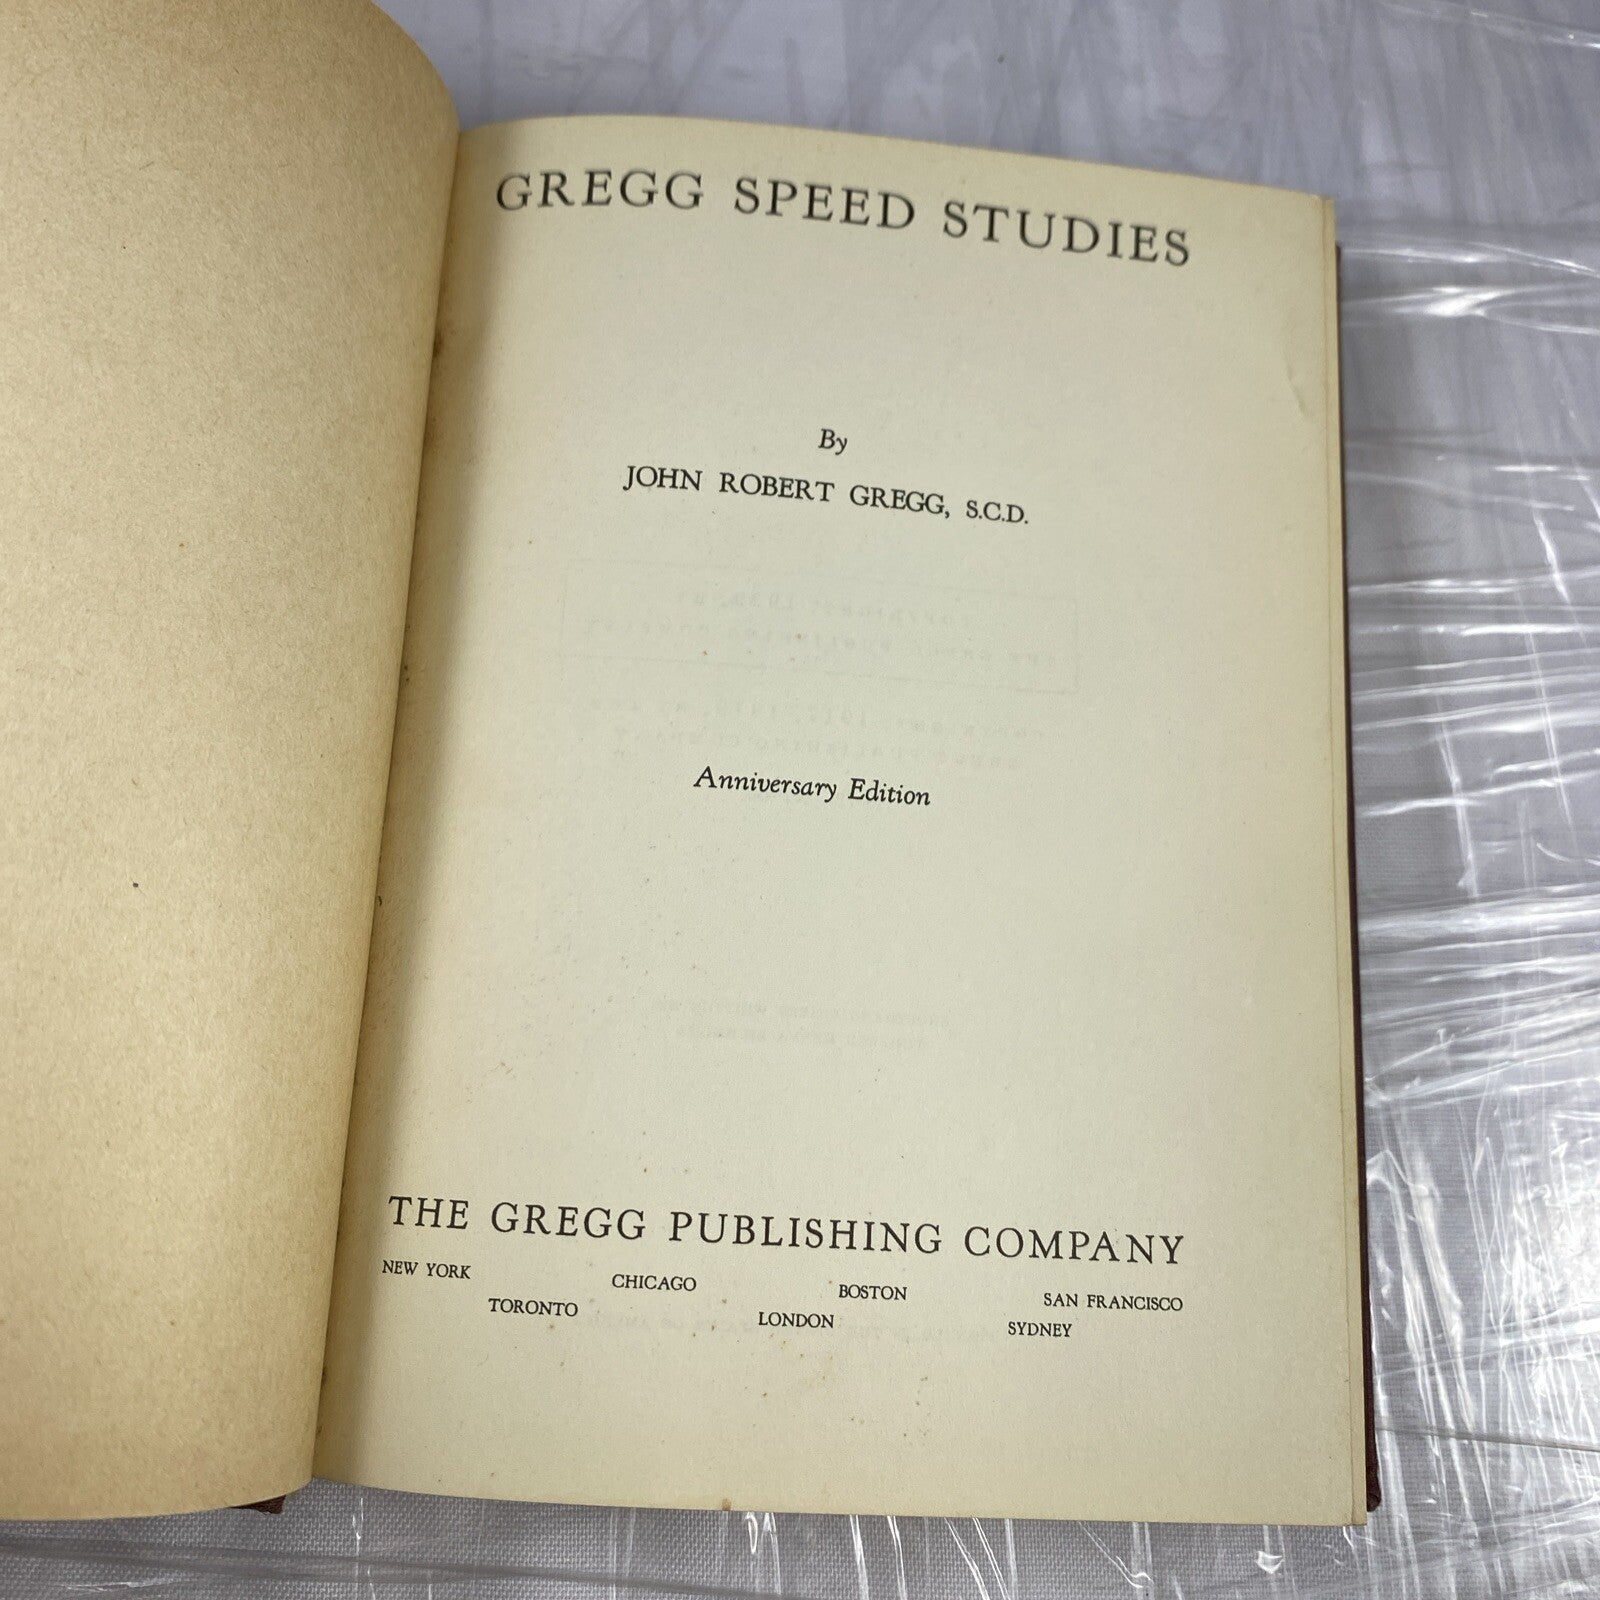 GREGG SPEED STUDIES
By
JOHN ROBERT GREGG, S.C.D.
Anniversary Edition
THE GREGG PUBLISHING COMPANY
NEW YORK CHICAGO BOSTON SAN FRANCISCO
TORONTO LONDON SYDNEY